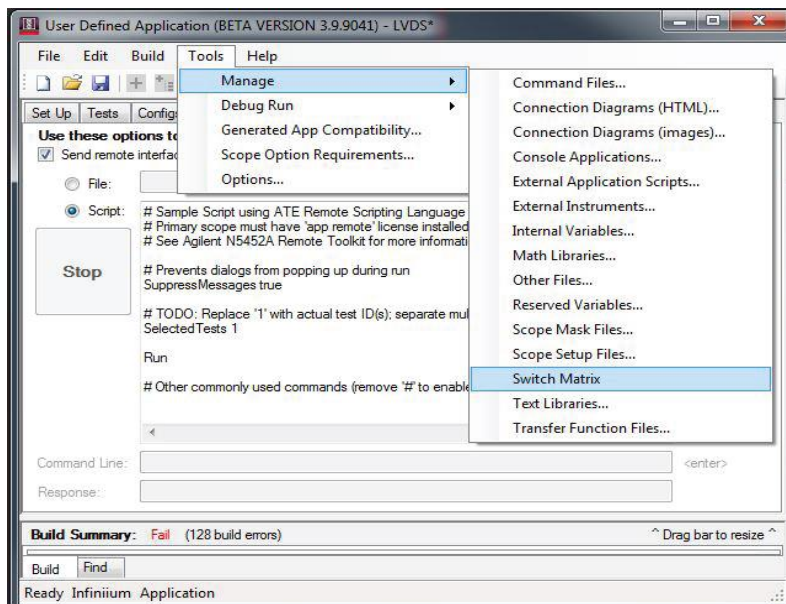 User Defined Application (BETA VERSION 3.9.9041) - LVDS*
File Edit Build Tools Help
Manage
Debug Run
Generated App Compatibility...
Scope Option Requirements...
Options...
Command Files...
Connection Diagrams (HTML)...
Connection Diagrams (images)...
Console Applications...
External Application Scripts...
External Instruments...
Internal Variables...
Math Libraries...
Other Files...
Reserved Variables...
Scope Mask Files...
Scope Setup Files...
Switch Matrix
Text Libraries...
Transfer Function Files...
Set Up Tests Configs
Use these options to
Send remote interfac
File:
Script:
Stop
# Sample Script using ATE Remote Scripting Language
# Primary scope must have 'app remote' license installed
# See Agilent N5452A Remote Toolkit for more informati
# Prevents dialogs from popping up during run
SuppressMessages true
# TODO: Replace '1' with actual test ID(s); separate mul
SelectedTests 1
Run
# Other commonly used commands (remove '#' to enable
Command Line: <enter>
Response:
Build Summary: Fail (128 build errors) ^ Drag bar to resize ^
Build Find
Ready Infiniium Application